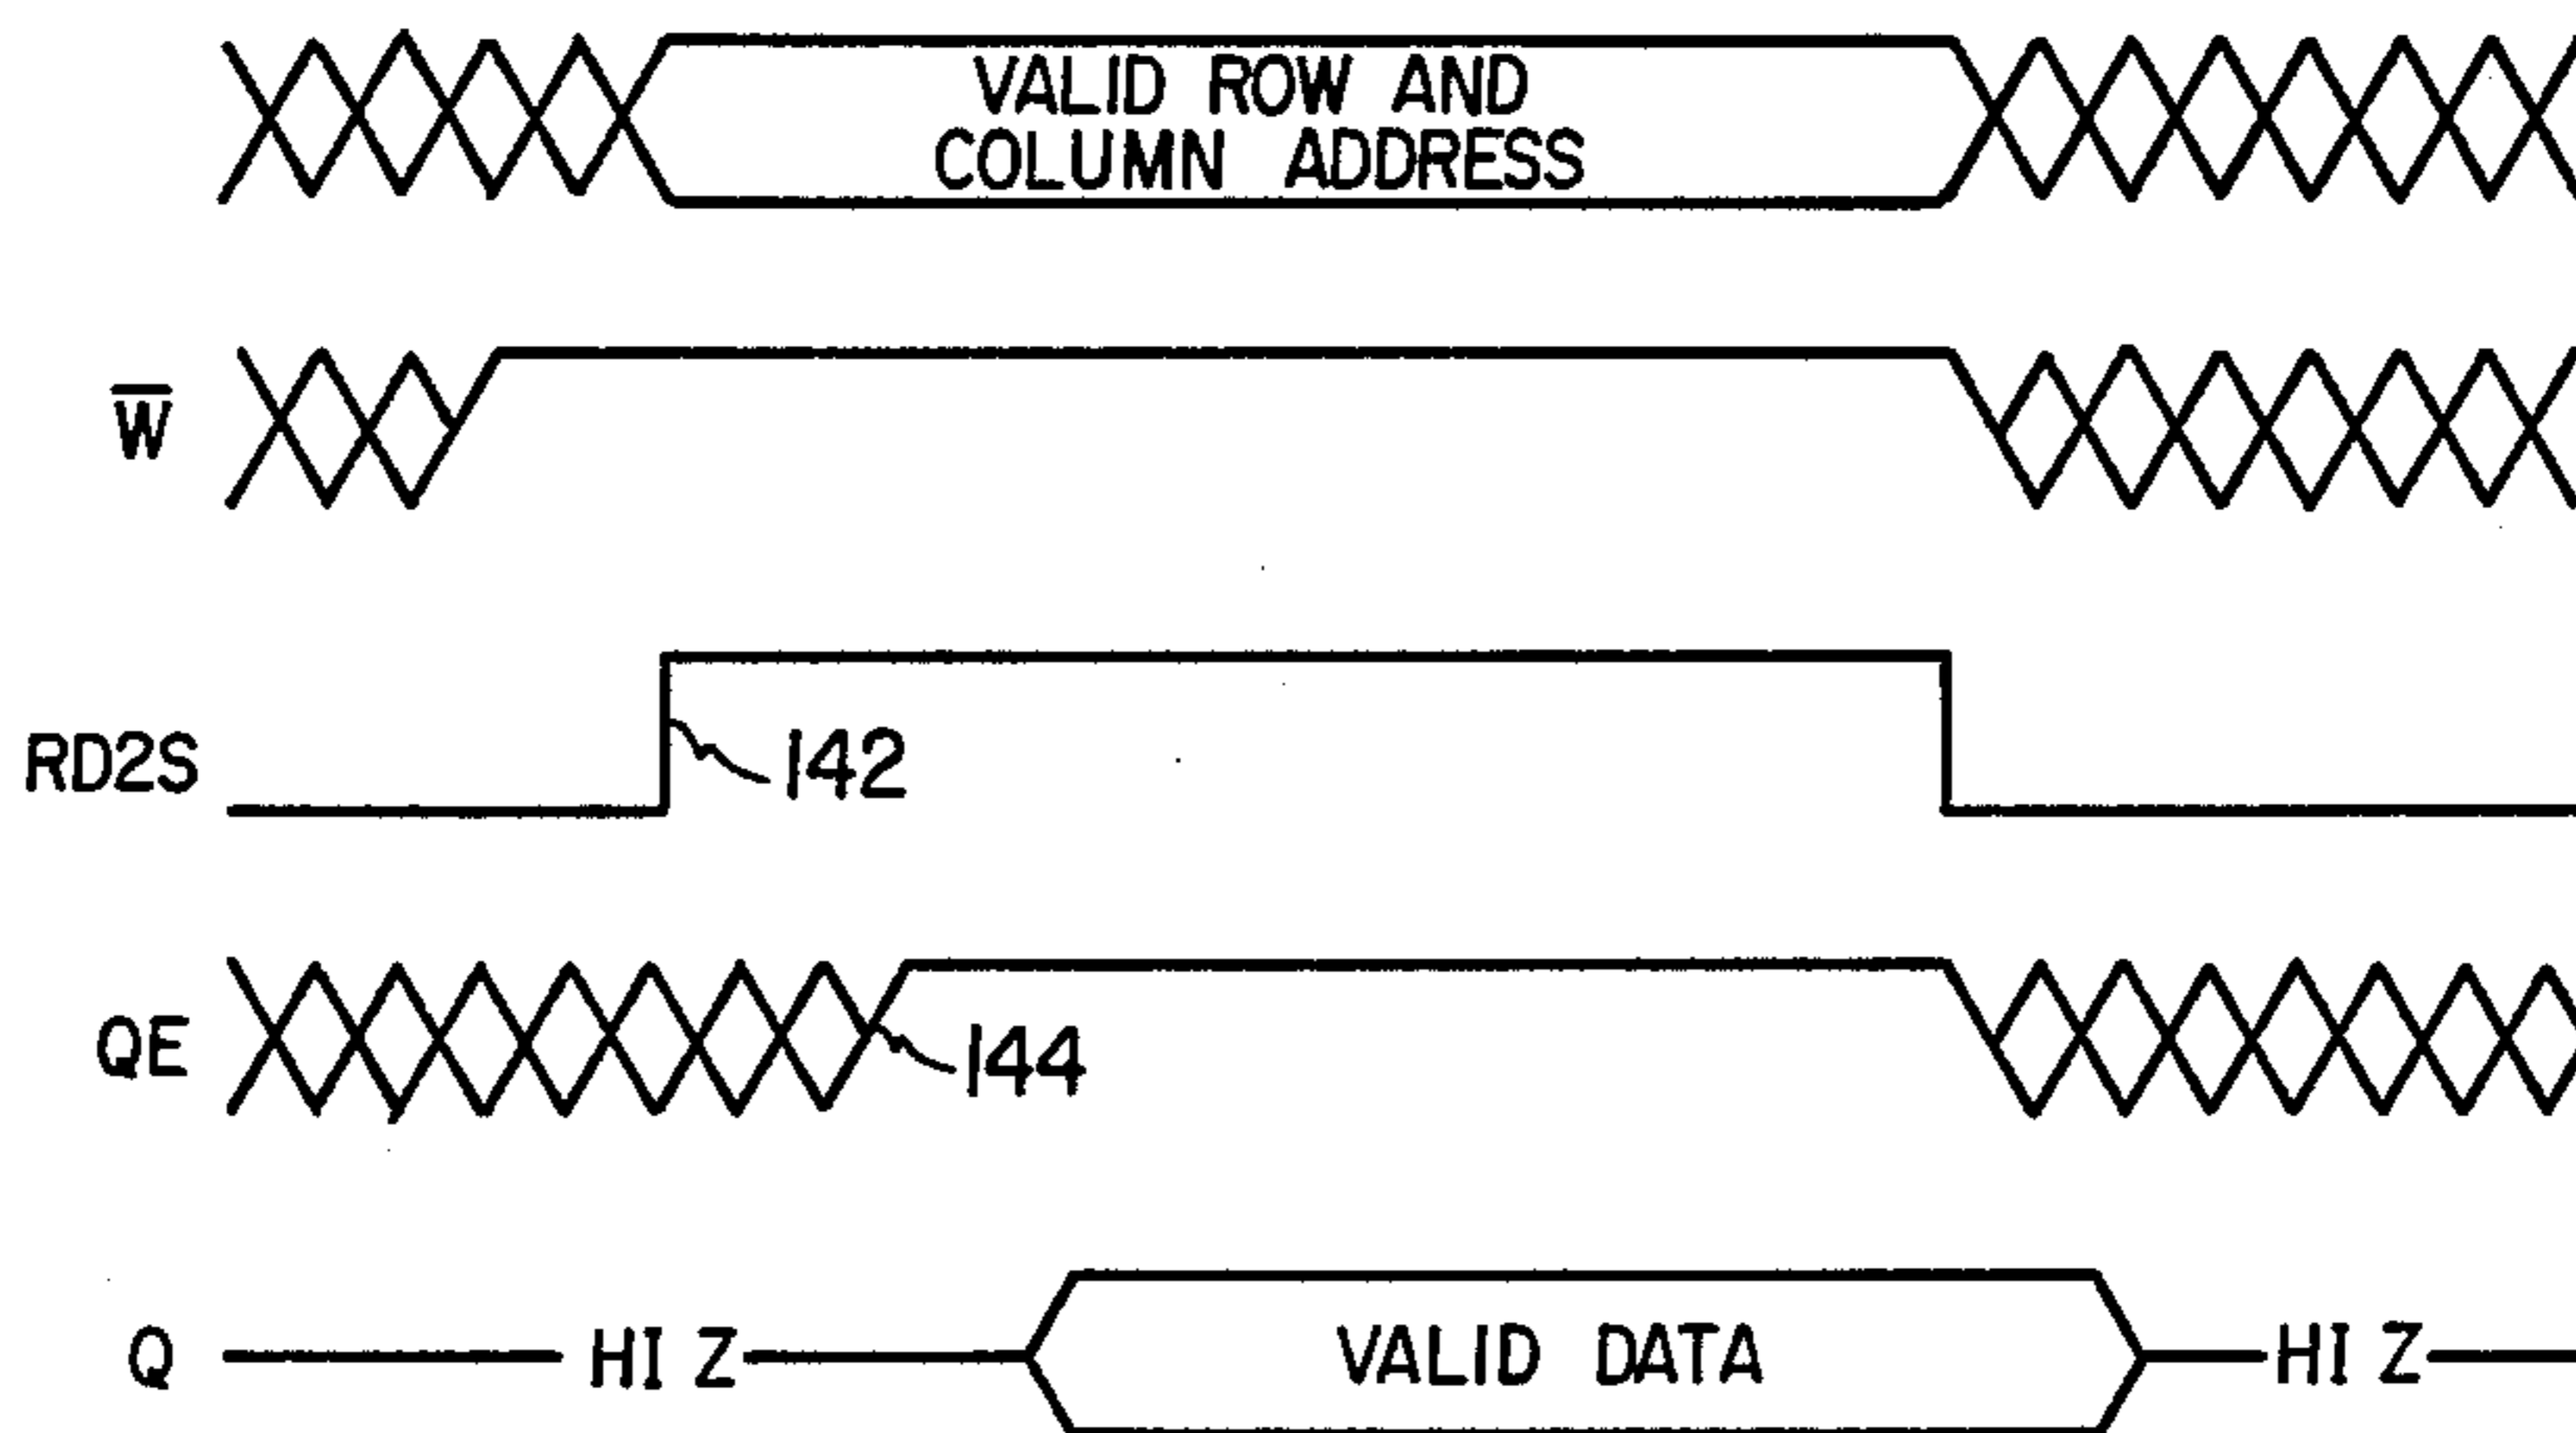 VALID ROW AND
COLUMN ADDRESS
W̅
RD2S
142
QE
144
Q
HI Z
VALID DATA
HI Z